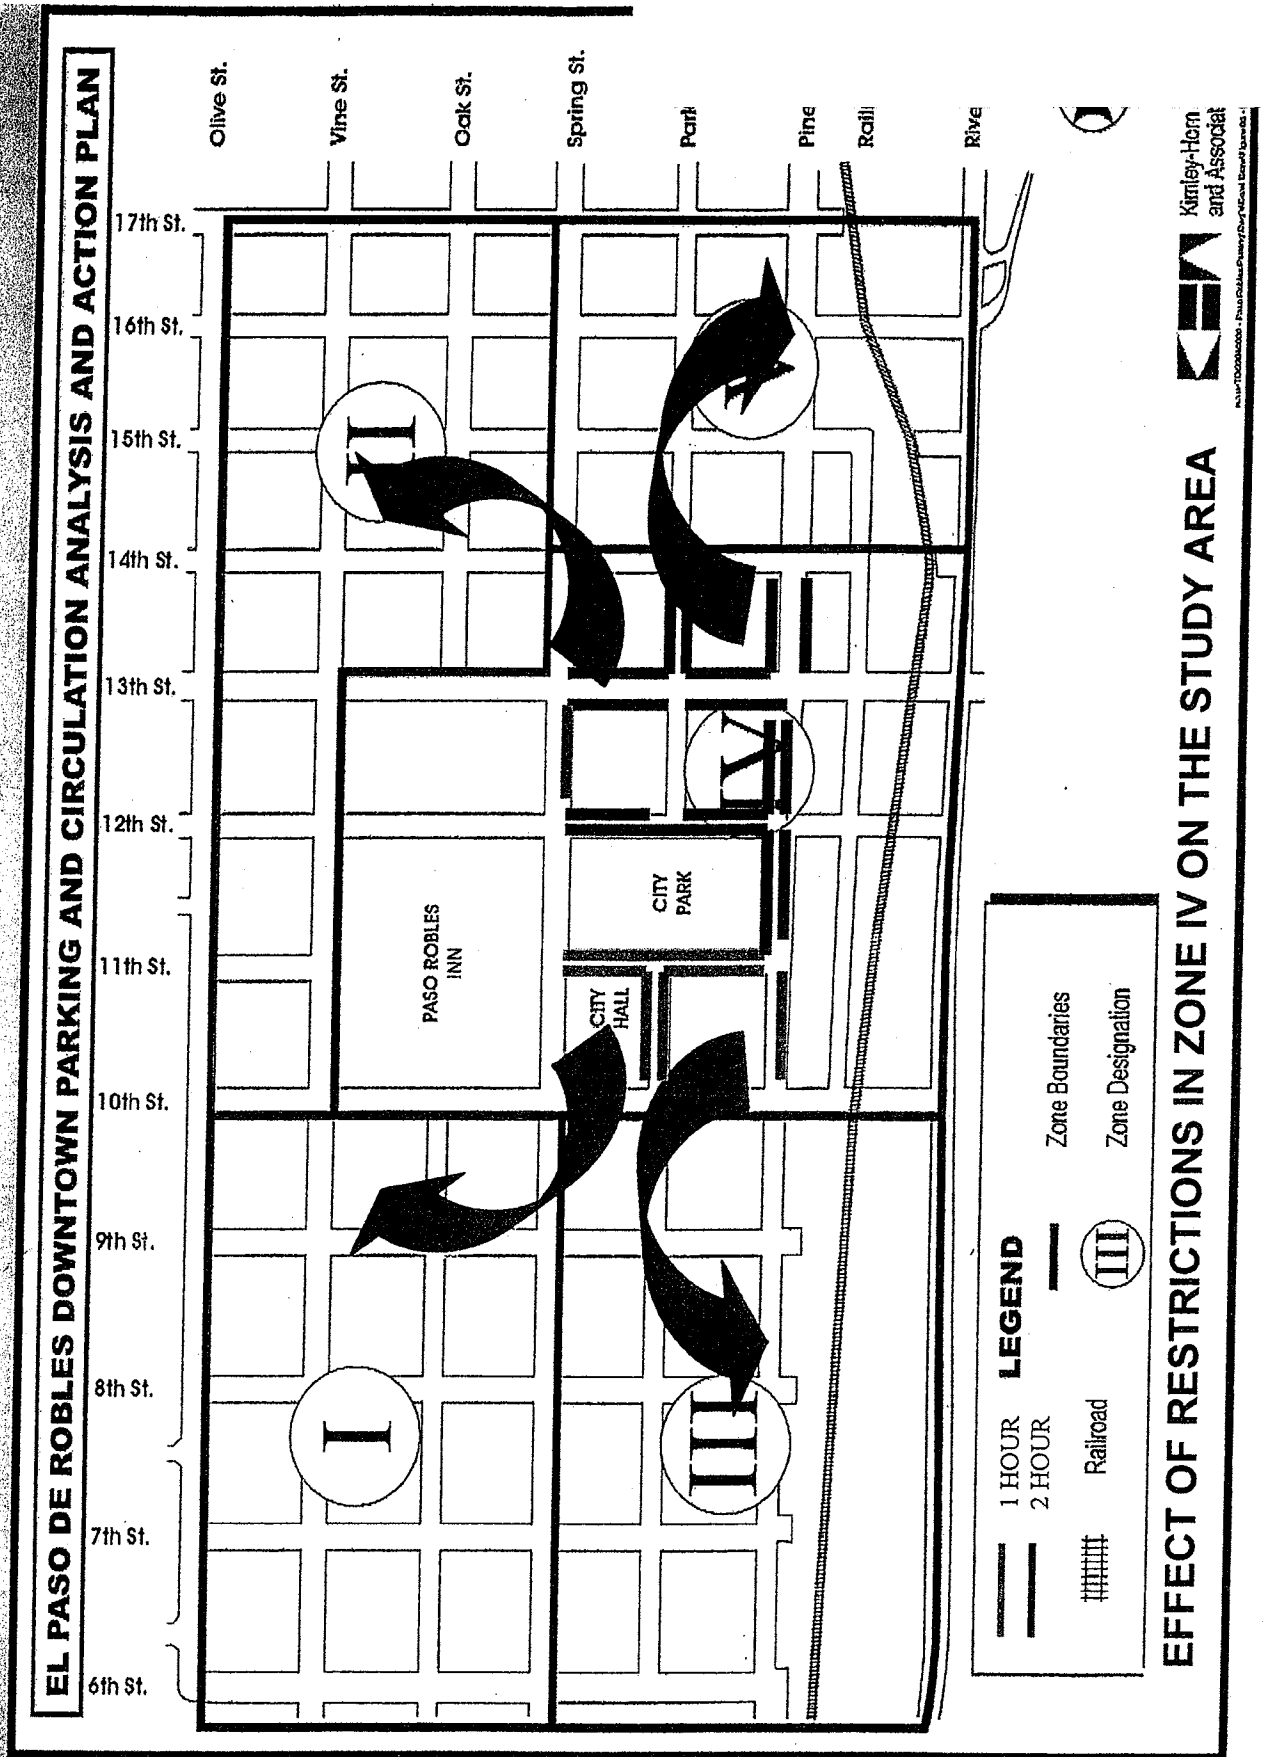 EL PASO DE ROBLES DOWNTOWN PARKING AND CIRCULATION ANALYSIS AND ACTION PLAN
6th St.
7th St.
8th St.
9th St.
10th St.
11th St.
12th St.
13th St.
14th St.
15th St.
16th St.
17th St.
Olive St.
Vine St.
Oak St.
Spring St.
Park
Pine
Rail
Rive
I
II
III
IV
V
PASO ROBLES
INN
CITY
HALL
CITY
PARK
LEGEND
1 HOUR
2 HOUR
Railroad
Zone Boundaries
III
Zone Designation
Kimley-Horn
and Associat
EFFECT OF RESTRICTIONS IN ZONE IV ON THE STUDY AREA